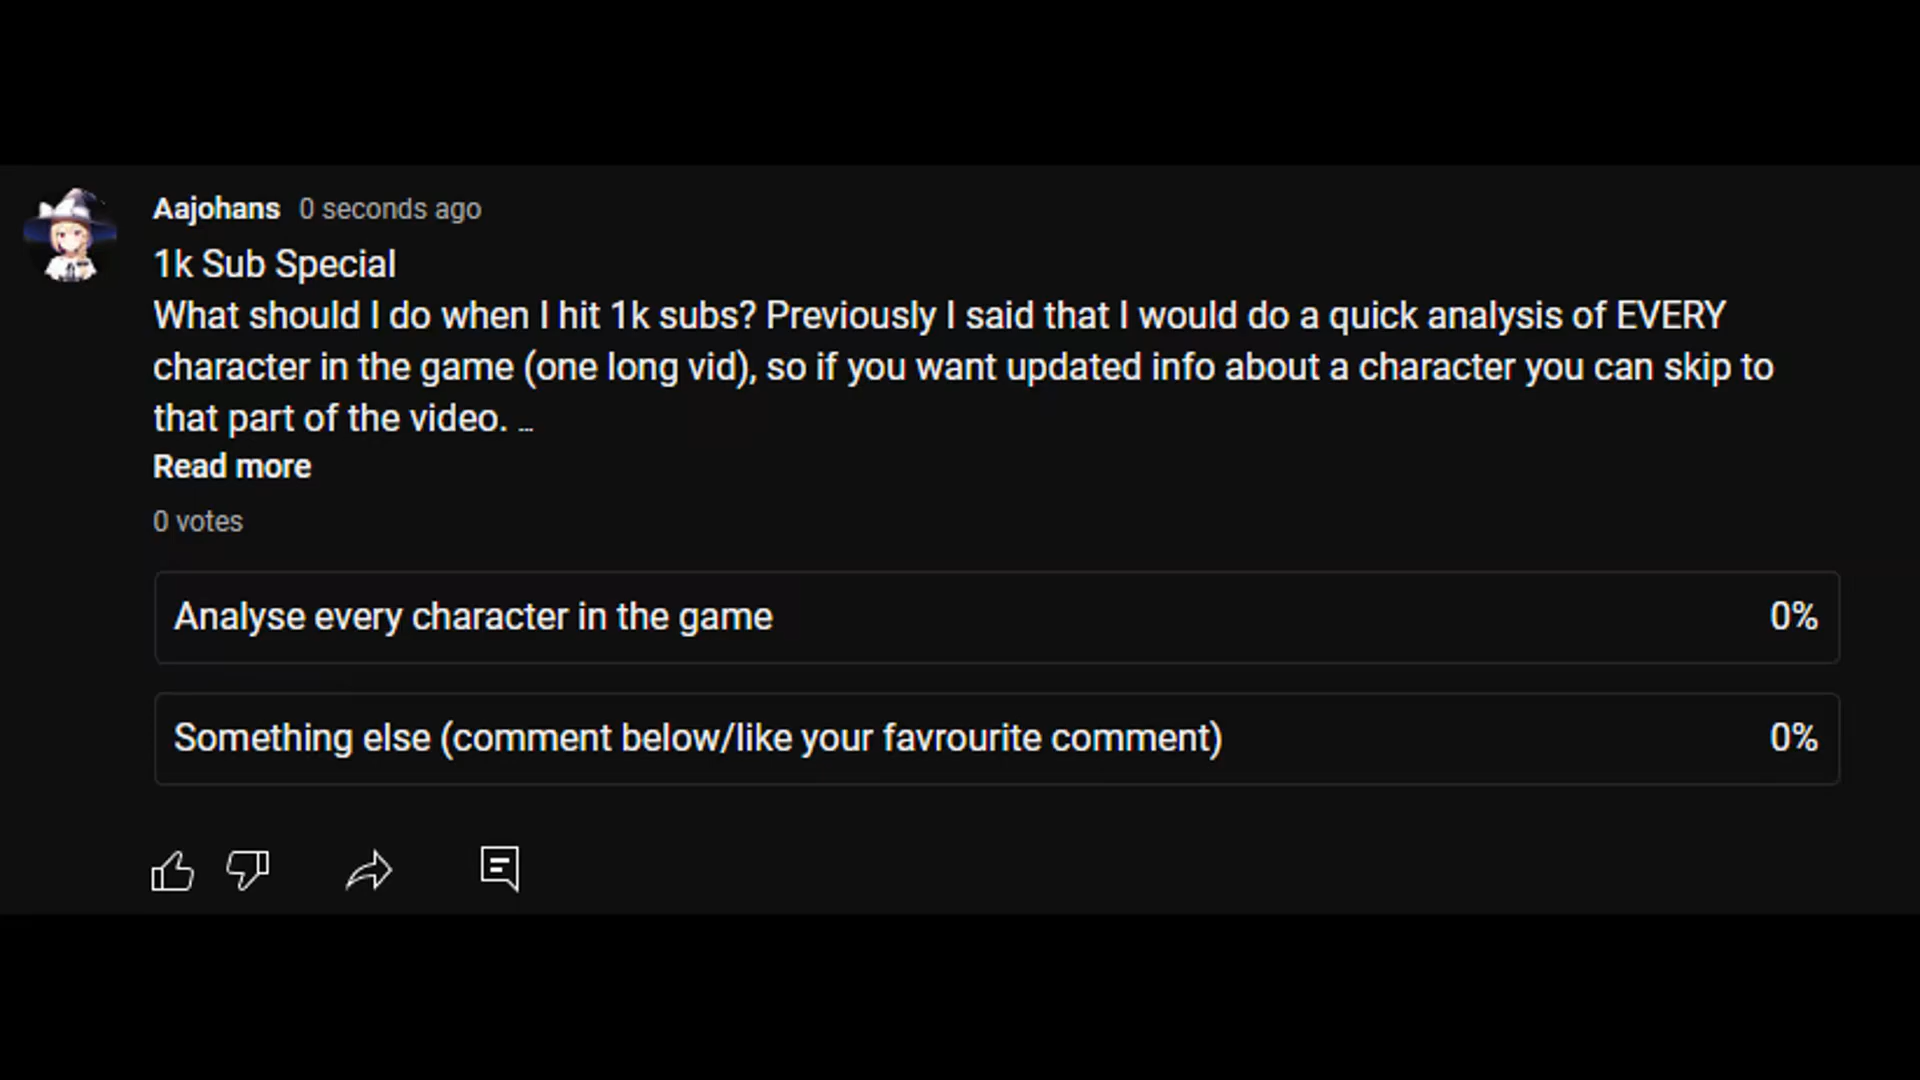 Aajohans 0 seconds ago
1k Sub Special
What should I do when I hit 1k subs? Previously I said that I would do a quick analysis of EVERY
character in the game (one long vid), so if you want updated info about a character you can skip to
that part of the video. ...
Read more
0 votes
Analyse every character in the game 0%
Something else (comment below/like your favrourite comment) 0%